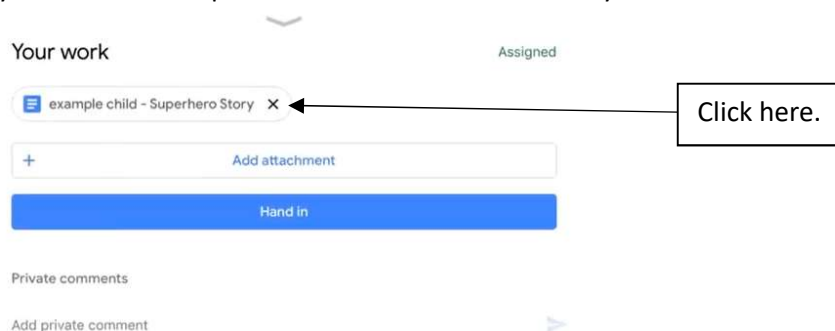 Your work
Assigned
example child - Superhero Story X
Click here.
+ Add attachment
Hand in
Private comments
Add private comment